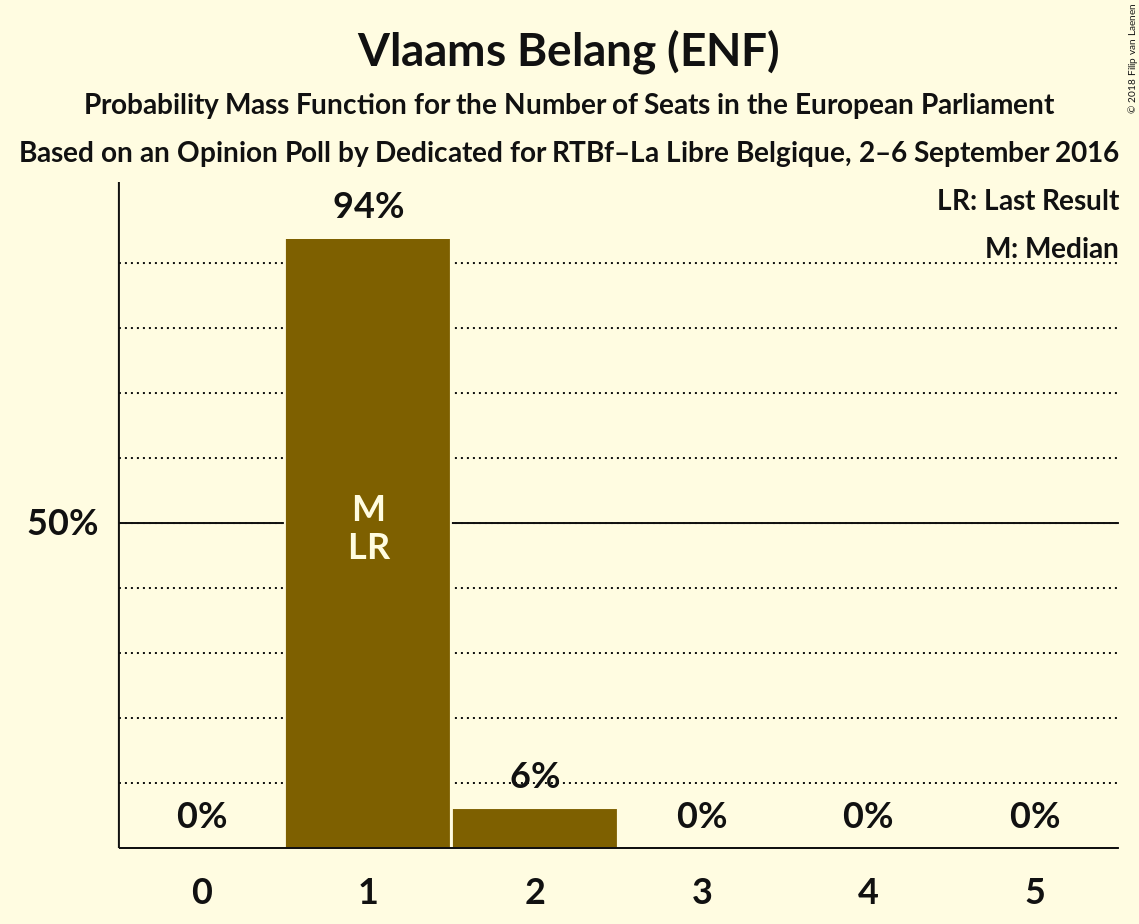 Vlaams Belang (ENF)
Probability Mass Function for the Number of Seats in the European Parliament
Based on an Opinion Poll by Dedicated for RTBf–La Libre Belgique, 2–6 September 2016
© 2018 Filip van Laenen
LR: Last Result
M: Median
94%
50%
M
LR
6%
0%
0%
0%
0%
0
1
2
3
4
5